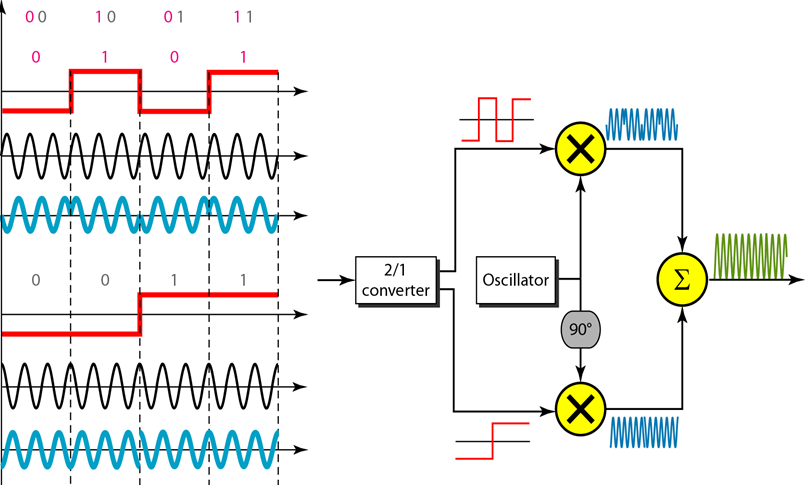 00 10 01 11
0 1 0 1
0 0 1 1
2/1
converter
Oscillator
90°
Σ